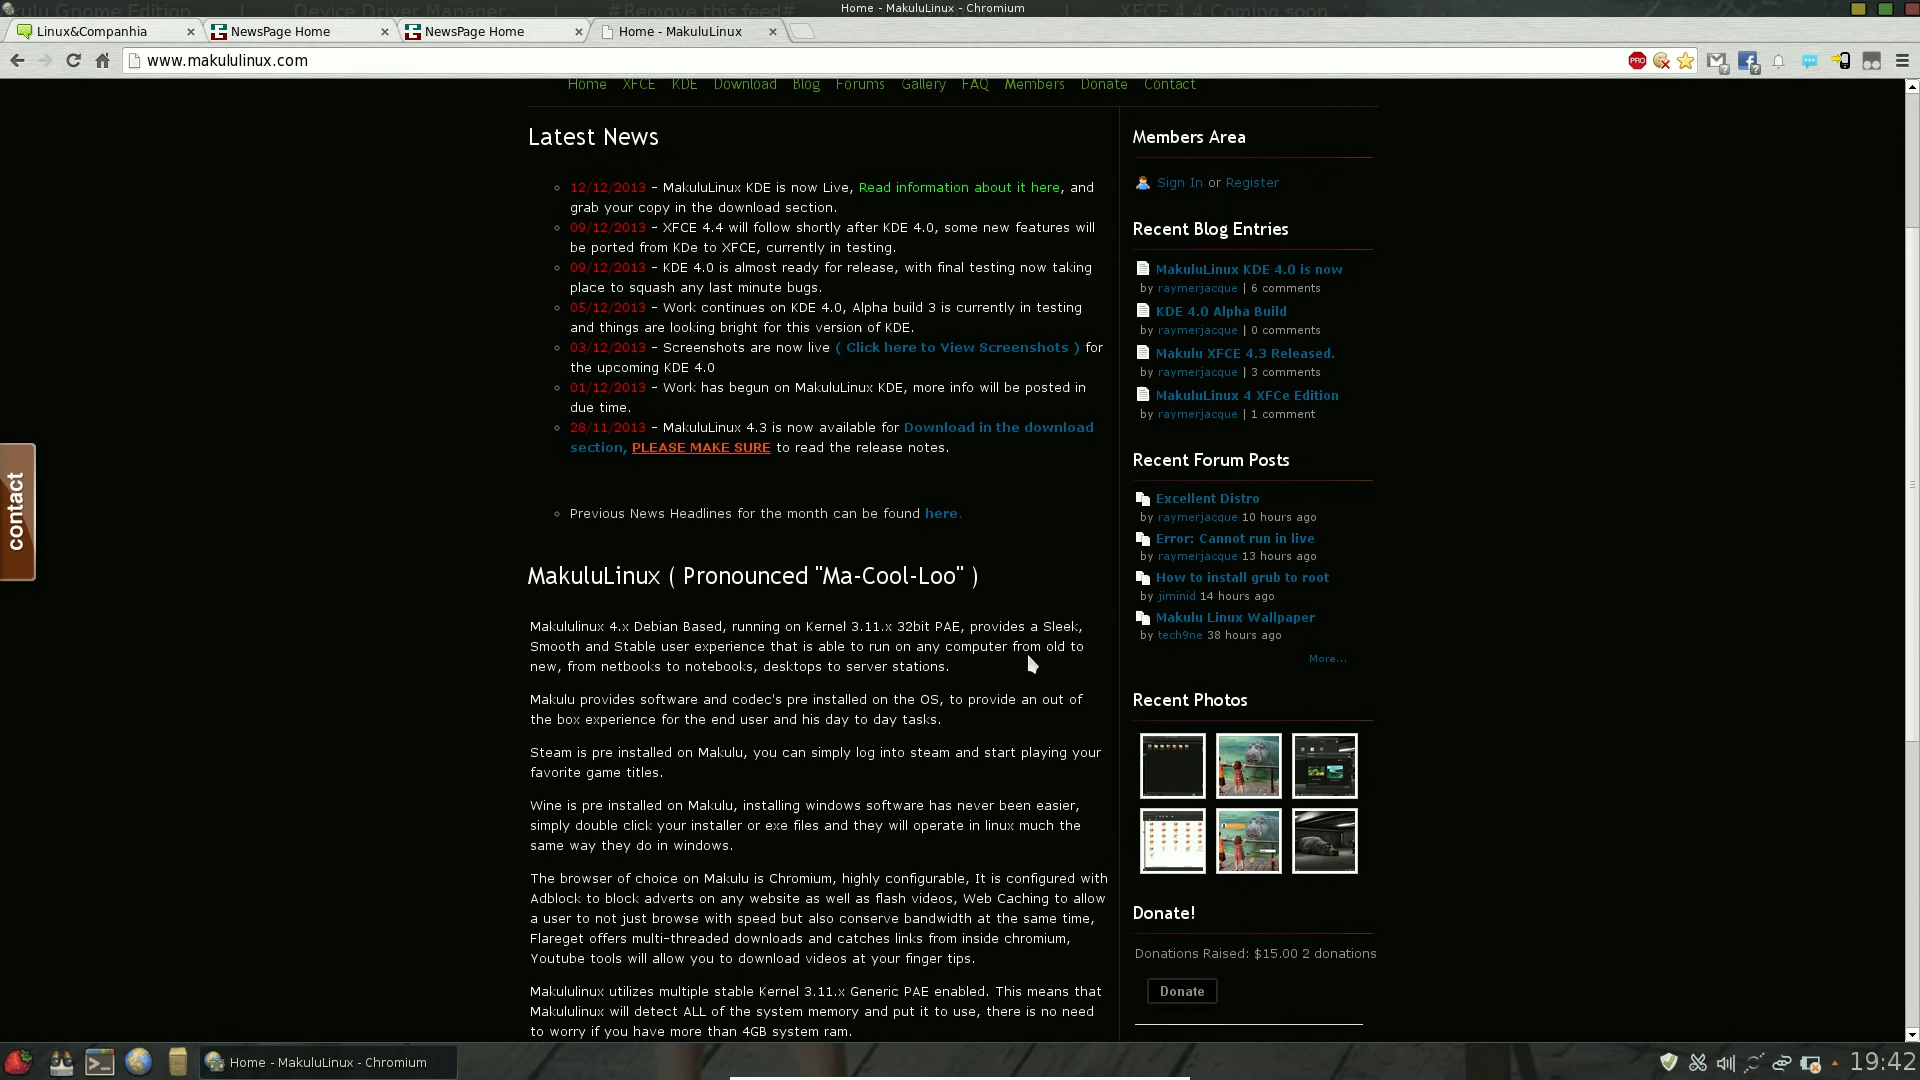 Home - MakuluLinux - Chromium
Linux&Companhia
NewsPage Home
NewsPage Home
Home - MakuluLinux
www.makululinux.com
Home XFCE KDE Download Blog Forums Gallery FAQ Members Donate Contact
Latest News
12/12/2013 – MakuluLinux KDE is now Live, Read information about it here, and
grab your copy in the download section.
09/12/2013 – XFCE 4.4 will follow shortly after KDE 4.0, some new features will
be ported from KDe to XFCE, currently in testing.
09/12/2013 – KDE 4.0 is almost ready for release, with final testing now taking
place to squash any last minute bugs.
05/12/2013 – Work continues on KDE 4.0, Alpha build 3 is currently in testing
and things are looking bright for this version of KDE.
03/12/2013 – Screenshots are now live ( Click here to View Screenshots ) for
the upcoming KDE 4.0
01/12/2013 – Work has begun on MakuluLinux KDE, more info will be posted in
due time.
28/11/2013 – MakuluLinux 4.3 is now available for Download in the download
section, PLEASE MAKE SURE to read the release notes.
Previous News Headlines for the month can be found here.
contact
MakuluLinux ( Pronounced "Ma-Cool-Loo" )
Makululinux 4.x Debian Based, running on Kernel 3.11.x 32bit PAE, provides a Sleek,
Smooth and Stable user experience that is able to run on any computer from old to
new, from netbooks to notebooks, desktops to server stations.
Makulu provides software and codec's pre installed on the OS, to provide an out of
the box experience for the end user and his day to day tasks.
Steam is pre installed on Makulu, you can simply log into steam and start playing your
favorite game titles.
Wine is pre installed on Makulu, installing windows software has never been easier,
simply double click your installer or exe files and they will operate in linux much the
same way they do in windows.
The browser of choice on Makulu is Chromium, highly configurable, It is configured with
Adblock to block adverts on any website as well as flash videos, Web Caching to allow
a user to not just browse with speed but also conserve bandwidth at the same time,
Flareget offers multi-threaded downloads and catches links from inside chromium,
Youtube tools will allow you to download videos at your finger tips.
Makululinux utilizes multiple stable Kernel 3.11.x Generic PAE enabled. This means that
Makululinux will detect ALL of the system memory and put it to use, there is no need
to worry if you have more than 4GB system ram.
Members Area
Sign In or Register
Recent Blog Entries
MakuluLinux KDE 4.0 is now
by raymerjacque | 6 comments
KDE 4.0 Alpha Build
by raymerjacque | 0 comments
Makulu XFCE 4.3 Released.
by raymerjacque | 3 comments
MakuluLinux 4 XFCe Edition
by raymerjacque | 1 comment
Recent Forum Posts
Excellent Distro
by raymerjacque 10 hours ago
Error: Cannot run in live
by raymerjacque 13 hours ago
How to install grub to root
by jiminid 14 hours ago
Makulu Linux Wallpaper
by tech9ne 38 hours ago
More...
Recent Photos
Donate!
Donations Raised: $15.00 2 donations
Donate
Home - MakuluLinux - Chromium
19:42